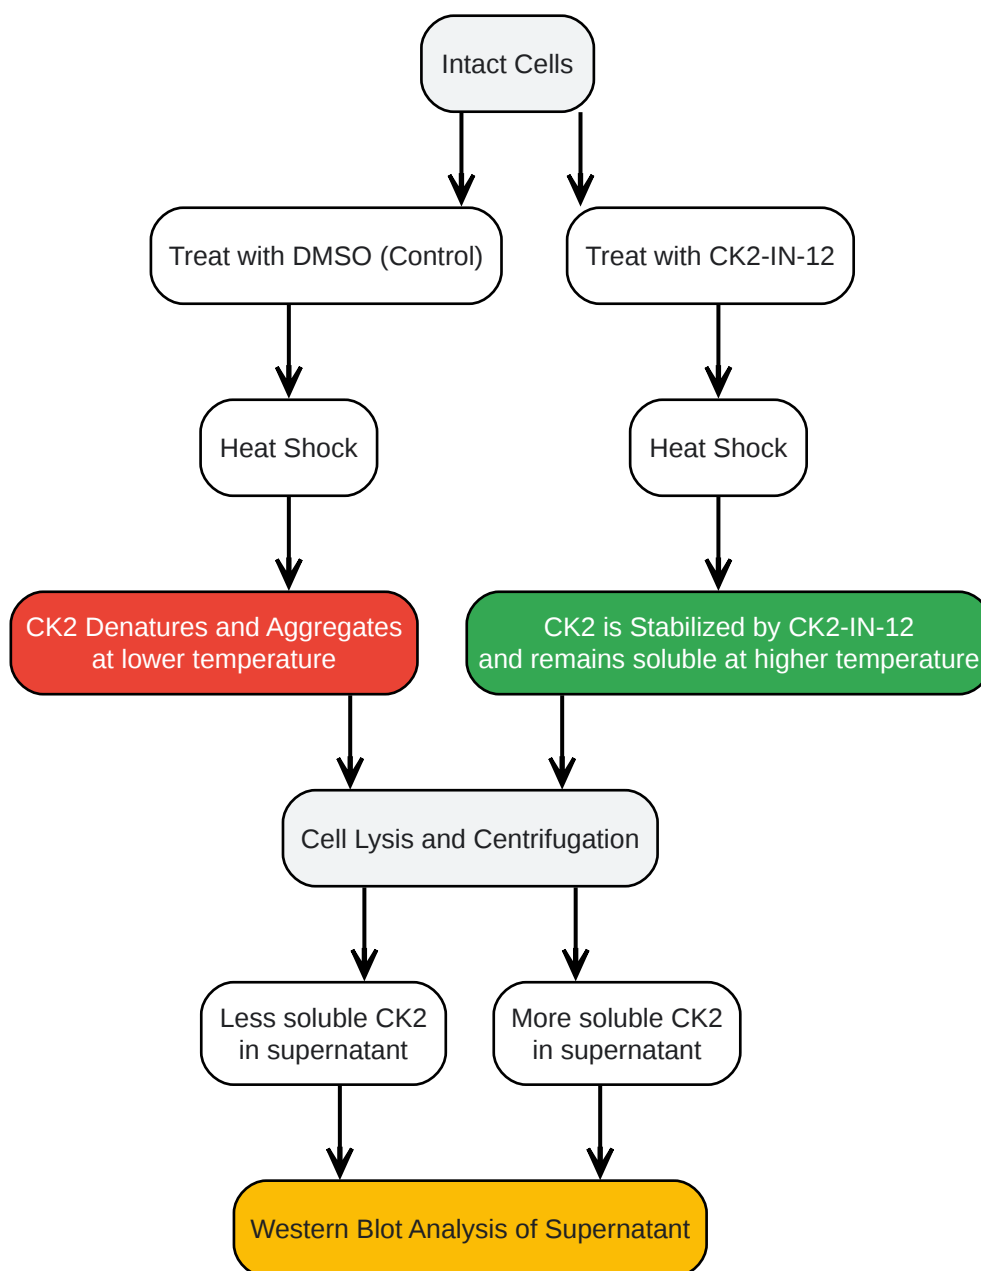 Intact Cells
Treat with DMSO (Control)
Treat with CK2-IN-12
Heat Shock
Heat Shock
CK2 Denatures and Aggregates
at lower temperature
CK2 is Stabilized by CK2-IN-12
and remains soluble at higher temperature
Cell Lysis and Centrifugation
Less soluble CK2
in supernatant
More soluble CK2
in supernatant
Western Blot Analysis of Supernatant